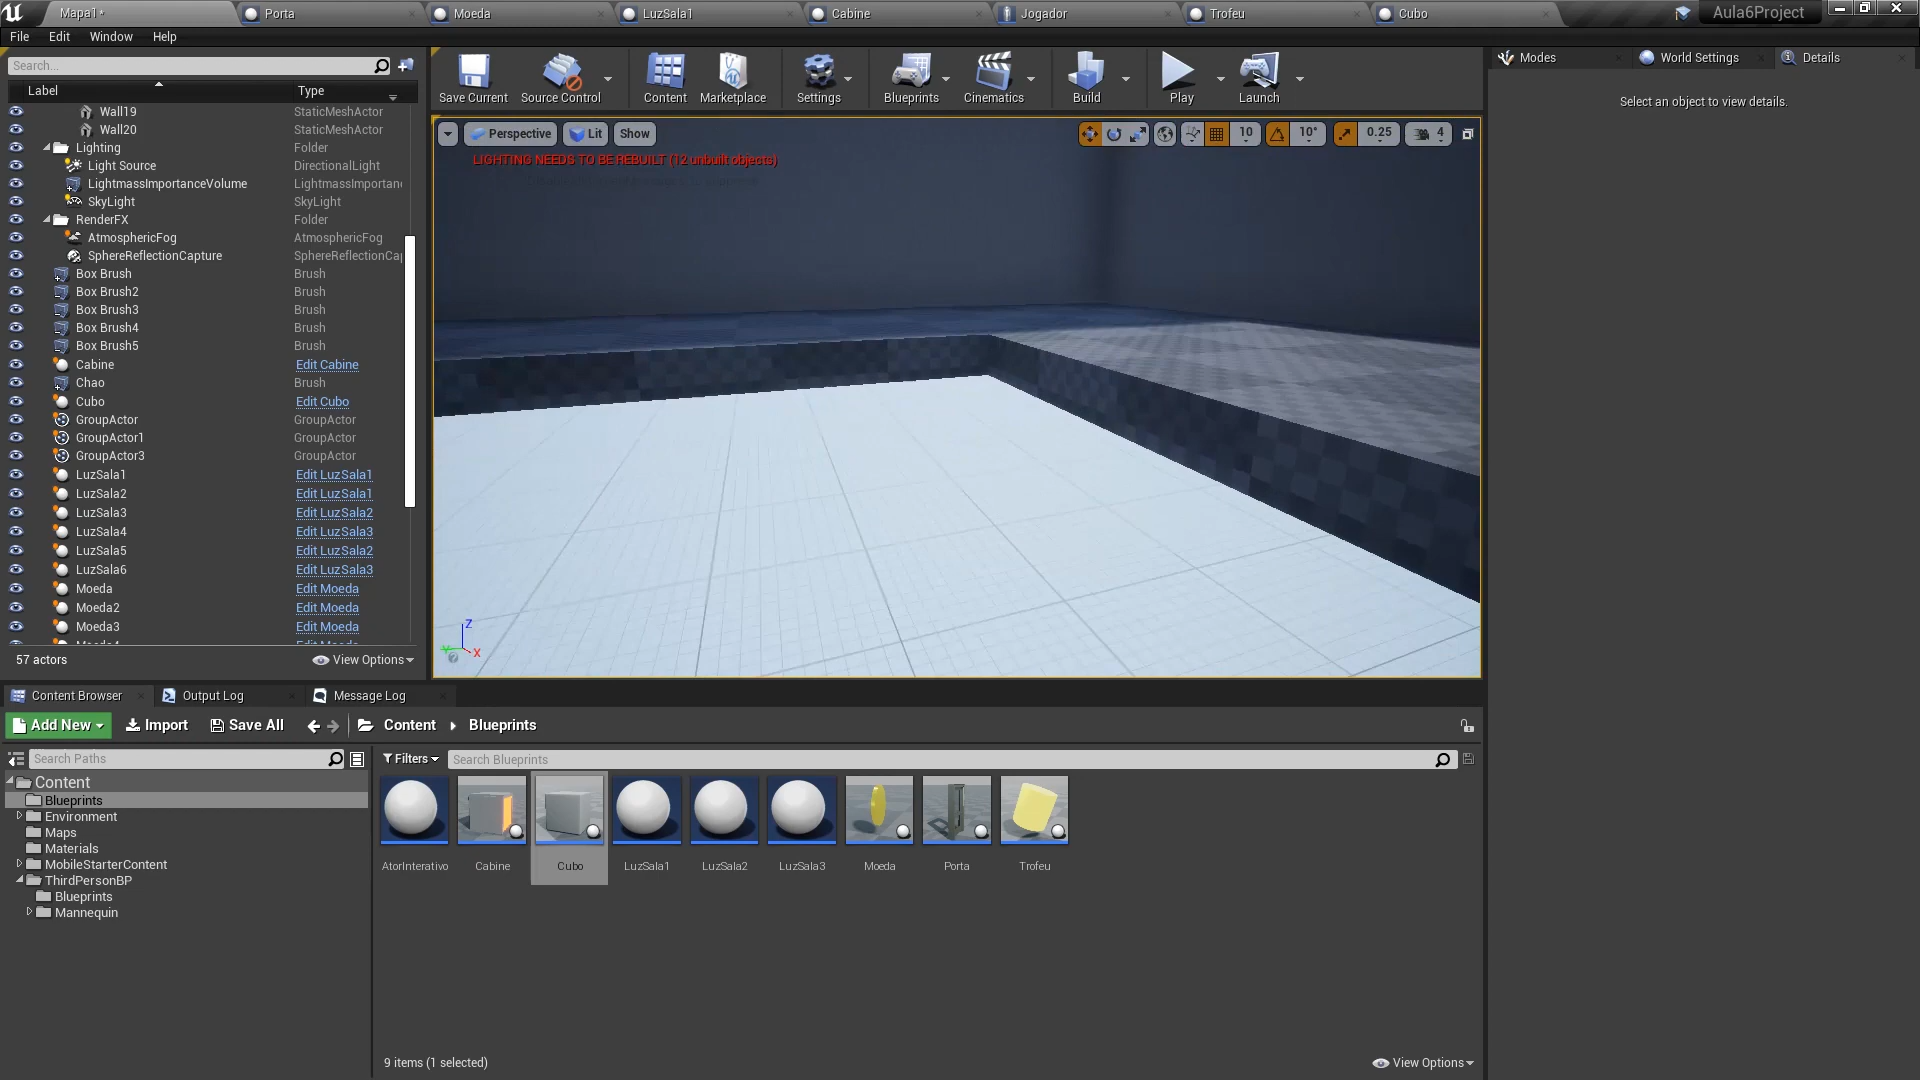 Mapa1*
Porta
Moeda
LuzSala1
Cabine
Jogador
Trofeu
Cubo
Aula6Project
File Edit Window Help
Search...
Label Type
Wall19 StaticMeshActor
Wall20 StaticMeshActor
Lighting Folder
Light Source DirectionalLight
LightmassImportanceVolume LightmassImportanc
SkyLight SkyLight
RenderFX Folder
AtmosphericFog AtmosphericFog
SphereReflectionCapture SphereReflectionCap
Box Brush Brush
Box Brush2 Brush
Box Brush3 Brush
Box Brush4 Brush
Box Brush5 Brush
Cabine Edit Cabine
Chao Brush
Cubo Edit Cubo
GroupActor GroupActor
GroupActor1 GroupActor
GroupActor3 GroupActor
LuzSala1 Edit LuzSala1
LuzSala2 Edit LuzSala1
LuzSala3 Edit LuzSala2
LuzSala4 Edit LuzSala3
LuzSala5 Edit LuzSala2
LuzSala6 Edit LuzSala3
Moeda Edit Moeda
Moeda2 Edit Moeda
Moeda3 Edit Moeda
Moeda4 Edit Moeda
57 actors View Options
Save Current
Source Control
Content
Marketplace
Settings
Blueprints
Cinematics
Build
Play
Launch
Perspective Lit Show
10 10° 0.25 4
LIGHTING NEEDS TO BE REBUILT (12 unbuilt objects)
Z
Y X
Modes World Settings Details
Select an object to view details.
Content Browser Output Log Message Log
Add New Import Save All Content Blueprints
Search Paths
Filters Search Blueprints
Content
Blueprints
Environment
Maps
Materials
MobileStarterContent
ThirdPersonBP
Blueprints
Mannequin
AtorInterativo Cabine Cubo LuzSala1 LuzSala2 LuzSala3 Moeda Porta Trofeu
9 items (1 selected) View Options